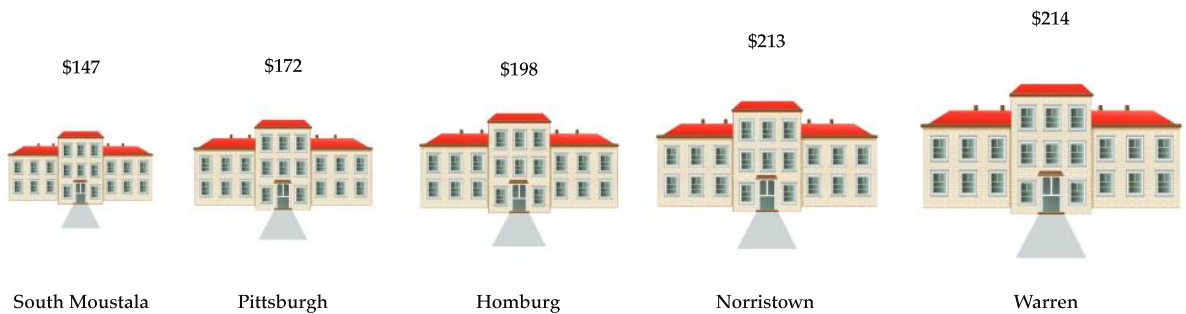 $147
$172
$198
$213
$214
South Moustala
Pittsburgh
Homburg
Norristown
Warren